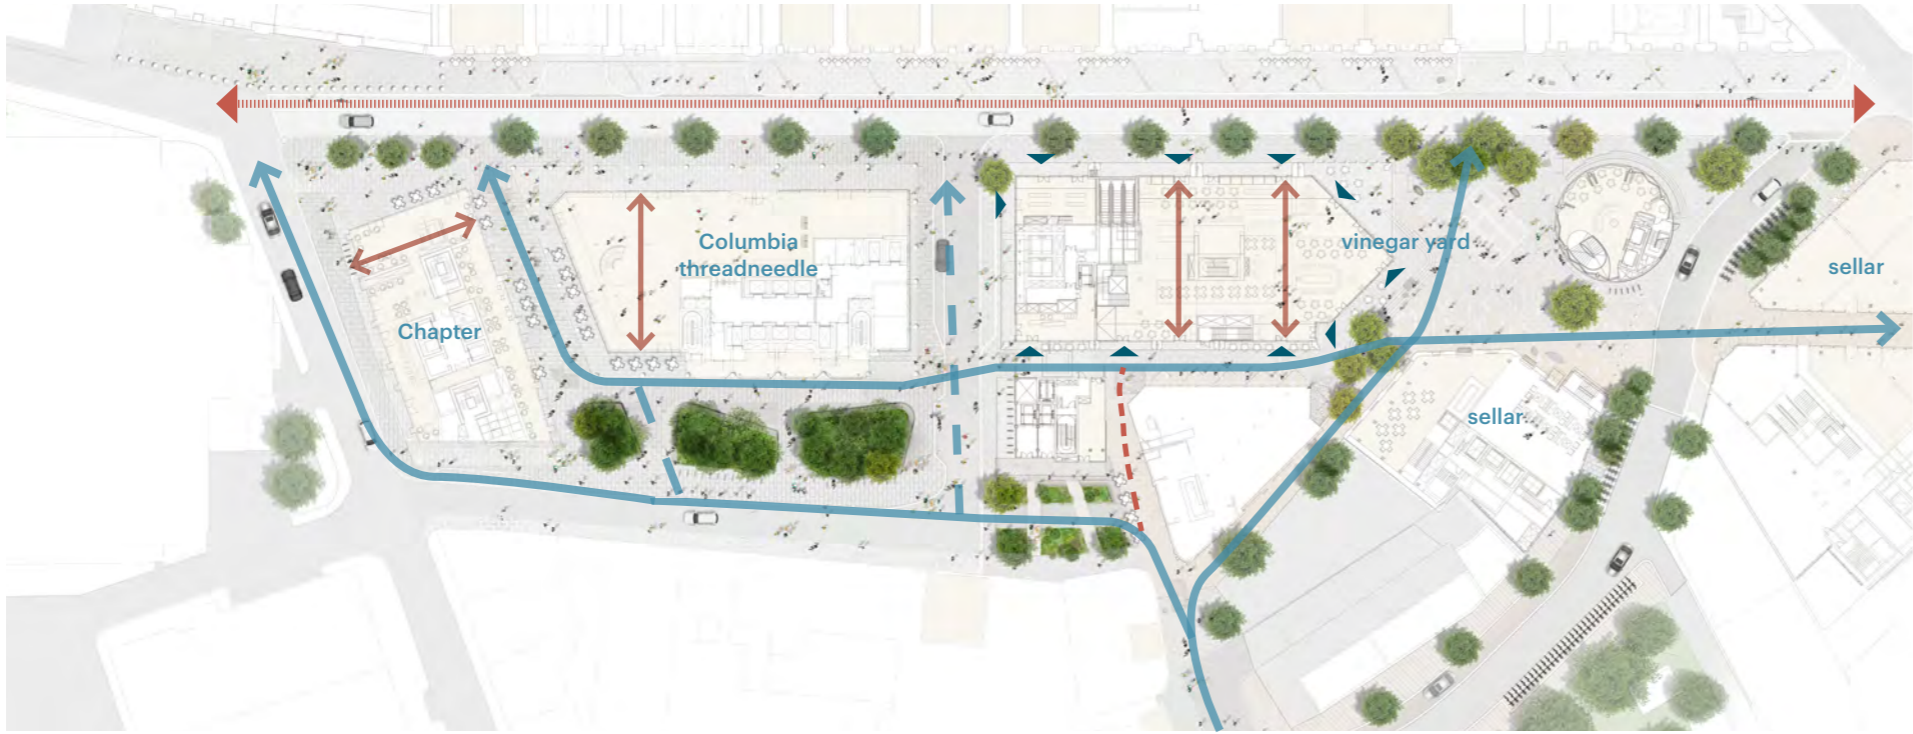 Columbia
threadneedle
vinegar yard
sellar
Chapter
sellar